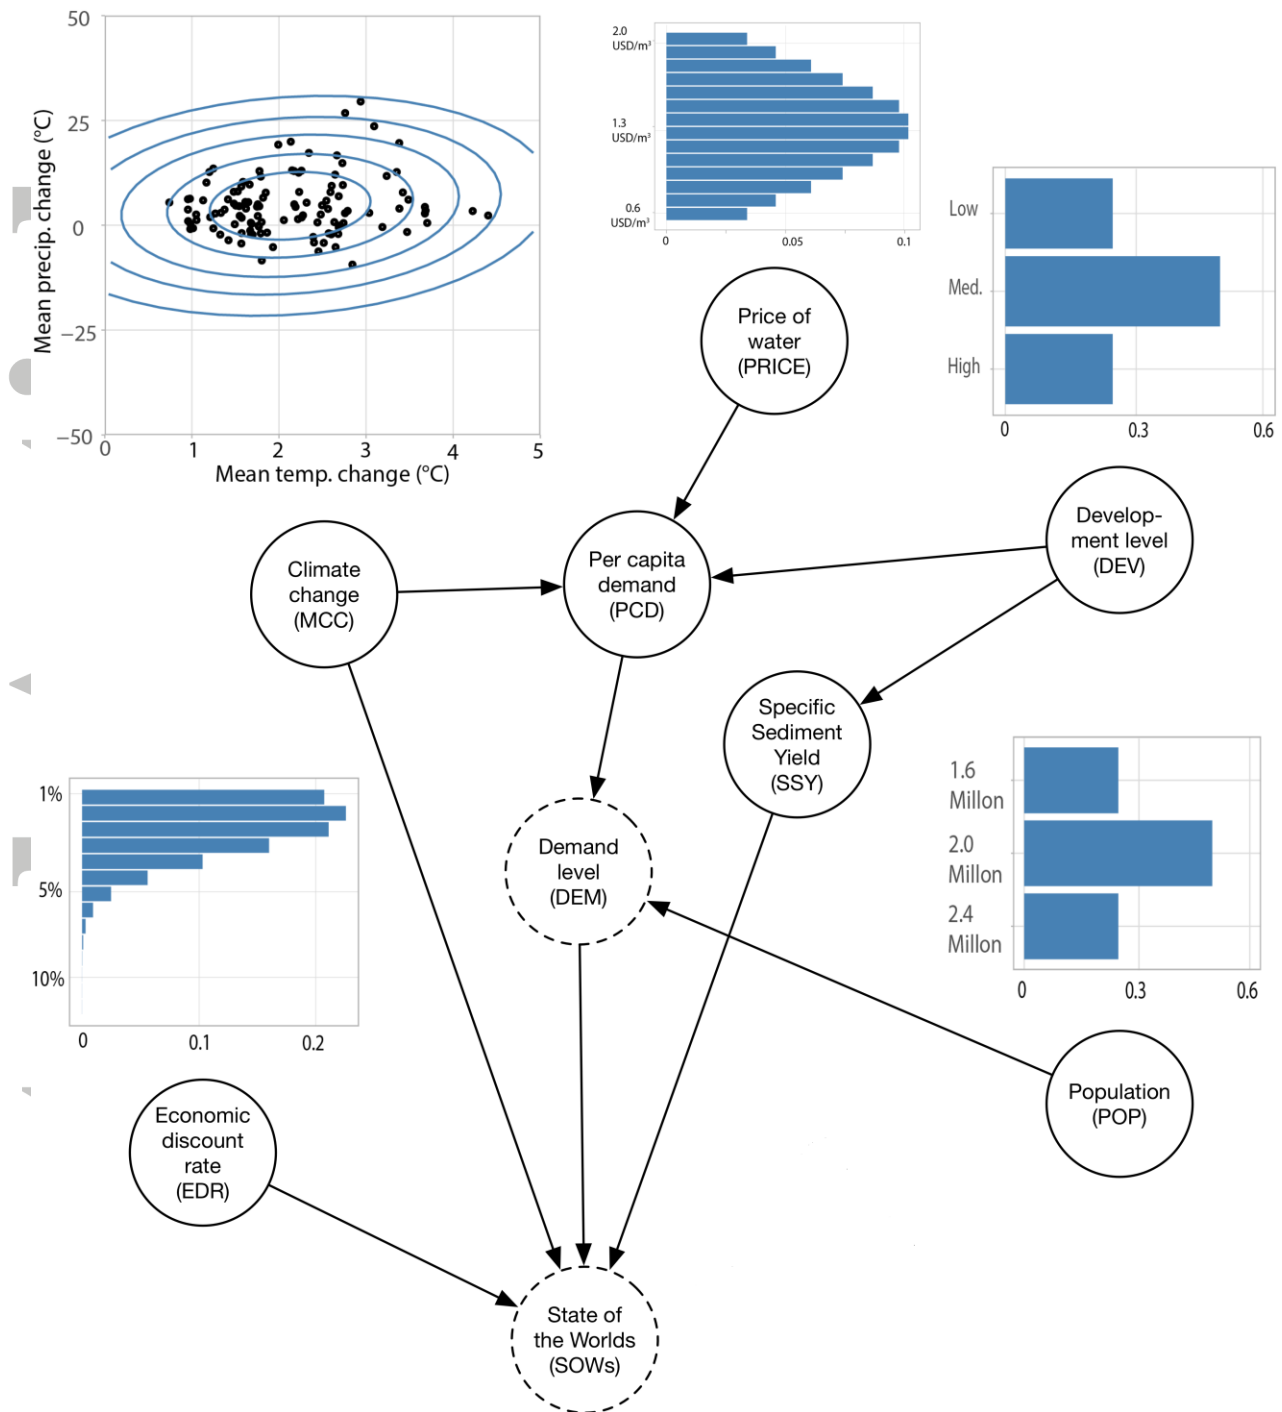 50
25
0
−25
−50
Mean precip. change (°C)
0 1 2 3 4 5
Mean temp. change (°C)
2.0
USD/m³
1.3
USD/m³
0.6
USD/m³
0 0.05 0.1
Low
Med.
High
0 0.3 0.6
Price of
water
(PRICE)
Develop-
ment level
(DEV)
Climate
change
(MCC)
Per capita
demand
(PCD)
Specific
Sediment
Yield
(SSY)
1.6
Millon
2.0
Millon
2.4
Millon
0 0.3 0.6
1%
5%
10%
0 0.1 0.2
Demand
level
(DEM)
Population
(POP)
Economic
discount
rate
(EDR)
State of
the Worlds
(SOWs)